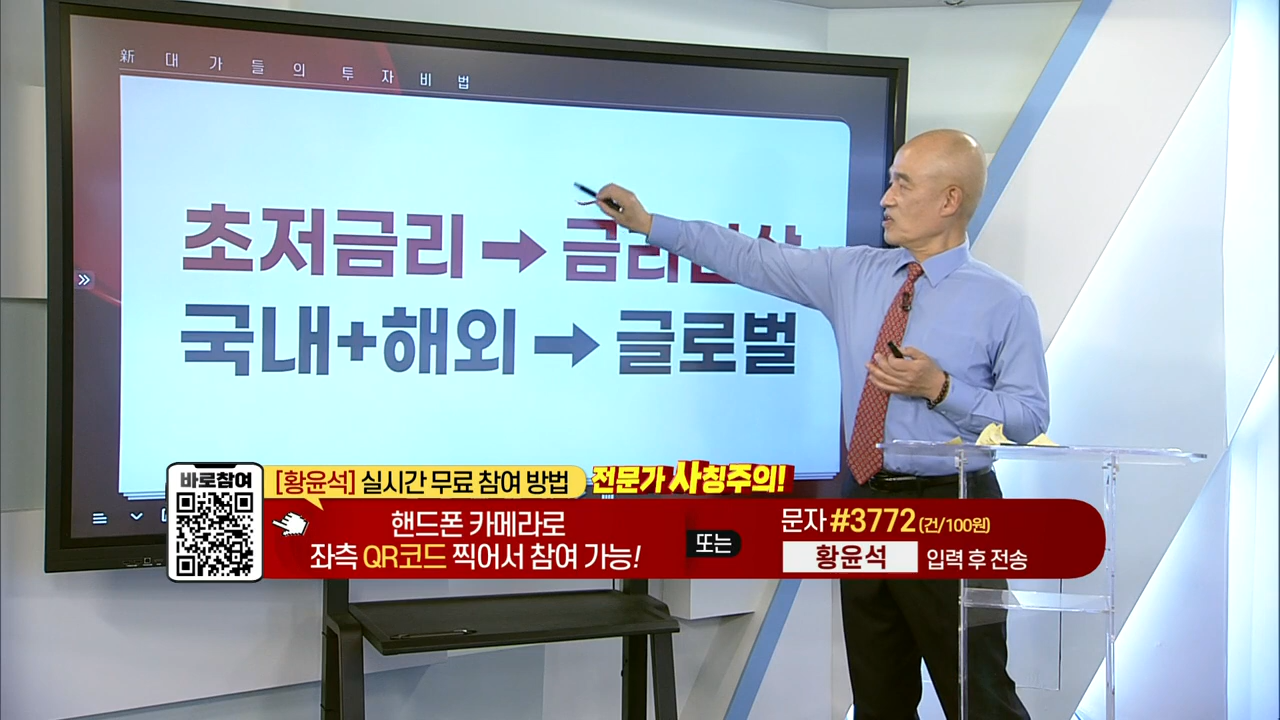 新 대가들의 투자비법
초저금리 → 금리인상
국내+해외 → 글로벌
바로참여
[황윤석] 실시간 무료 참여 방법
전문가 사칭주의!
핸드폰 카메라로
좌측 QR코드 찍어서 참여 가능!
또는
문자 #3772 (건/100원)
황윤석 입력 후 전송